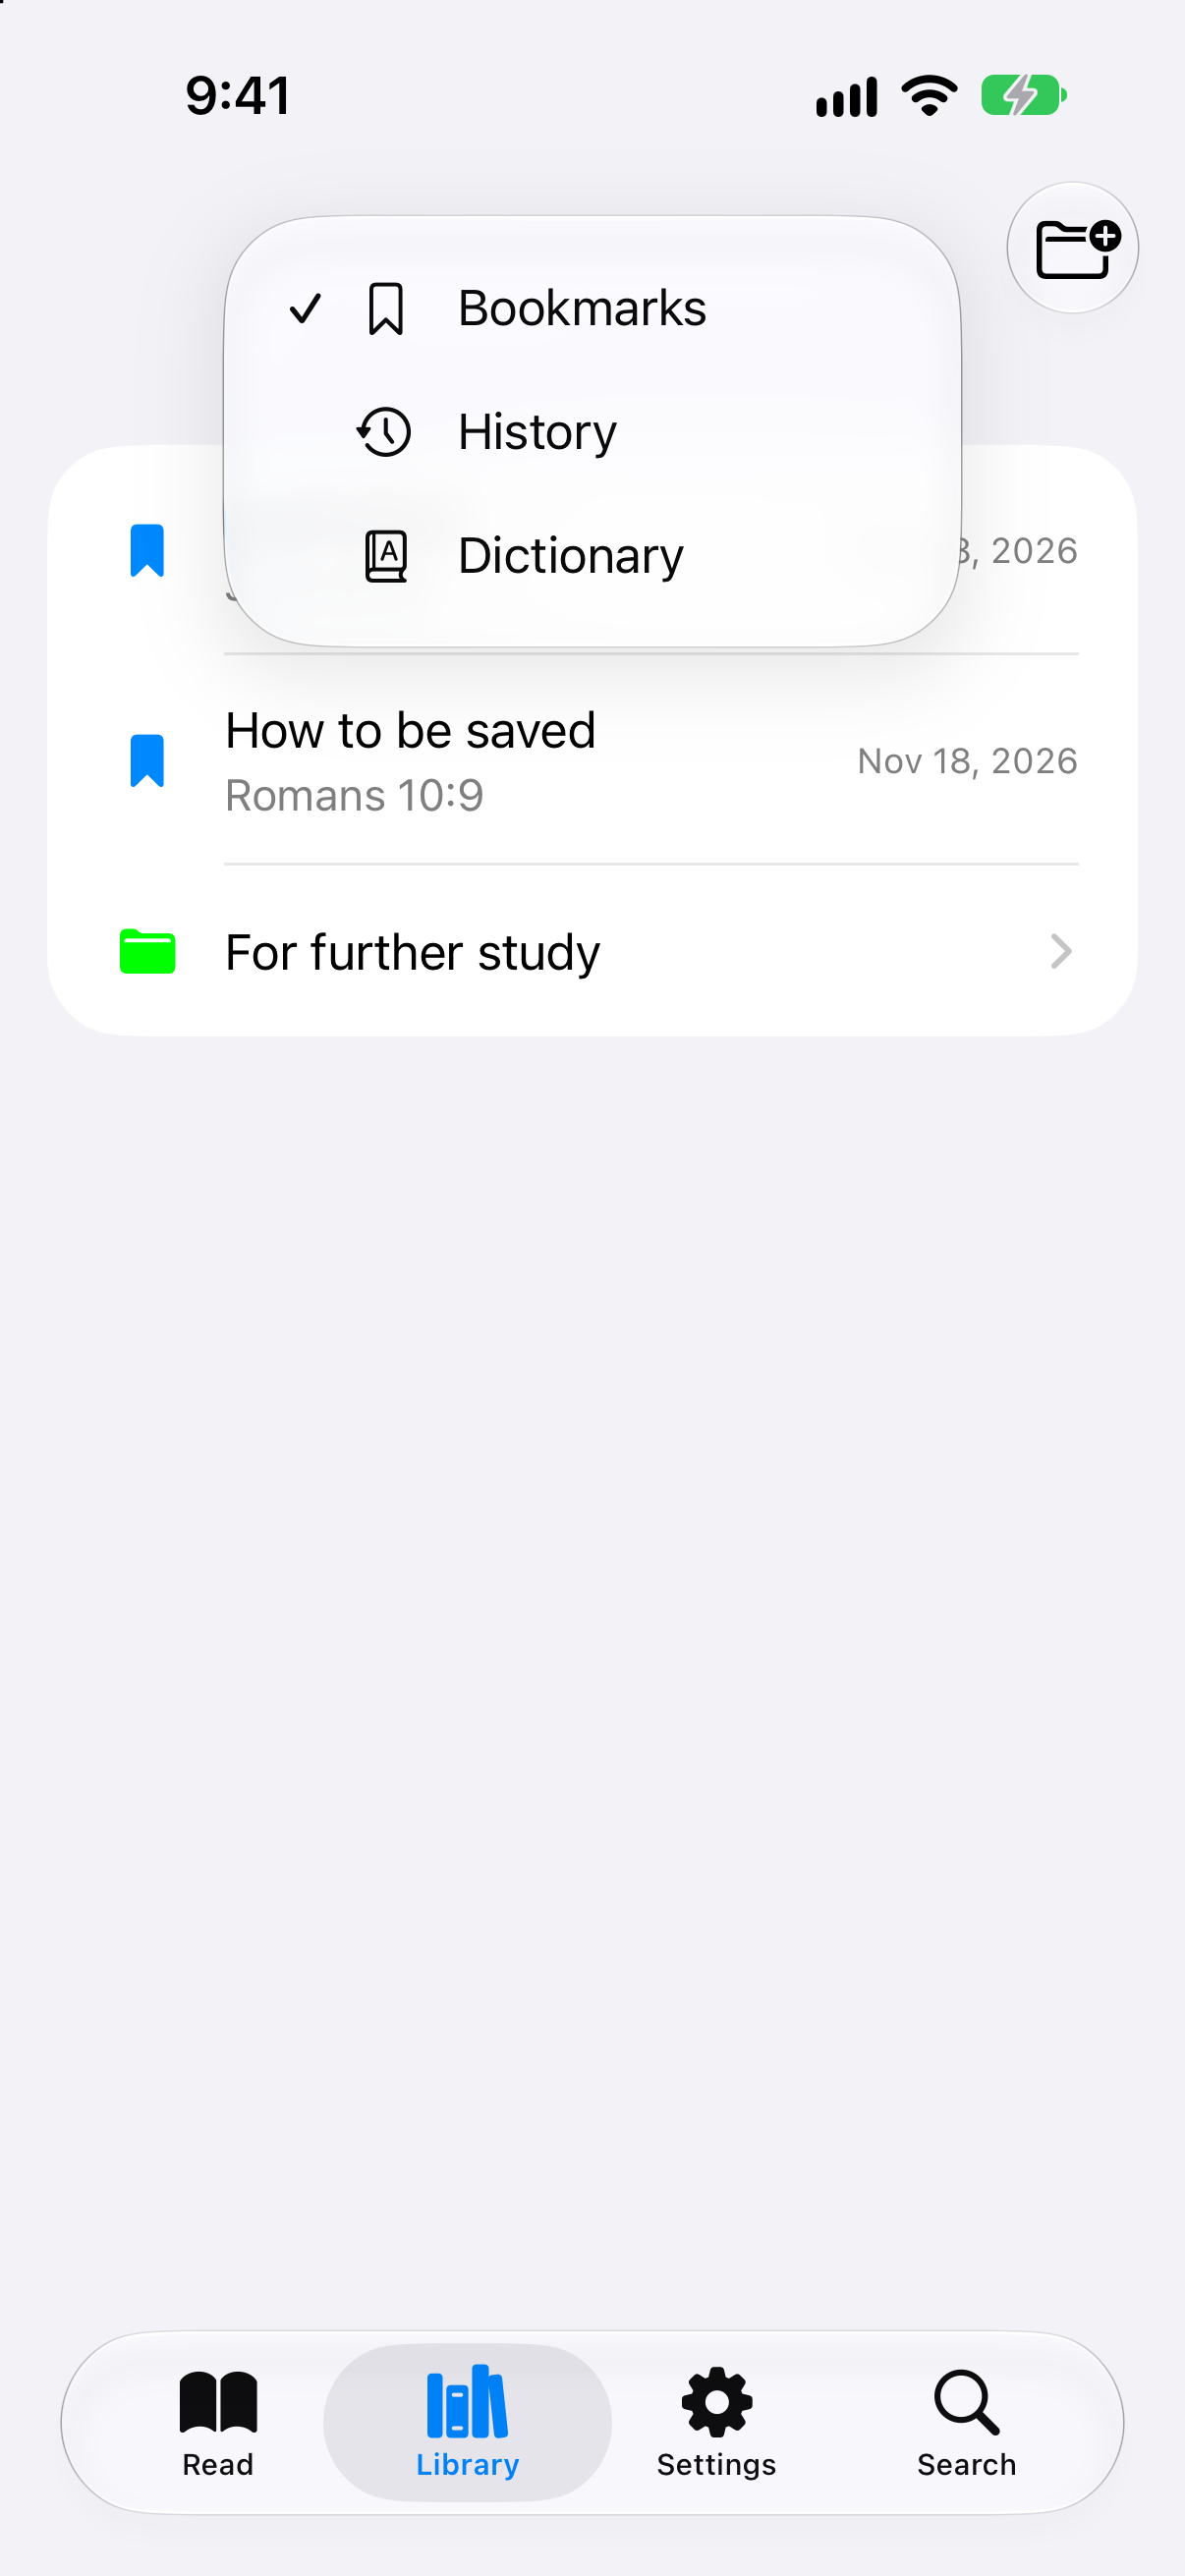 9:41
Bookmarks
History
Dictionary
3, 2026
How to be saved
Nov 18, 2026
Romans 10:9
For further study
Read
Library
Settings
Search